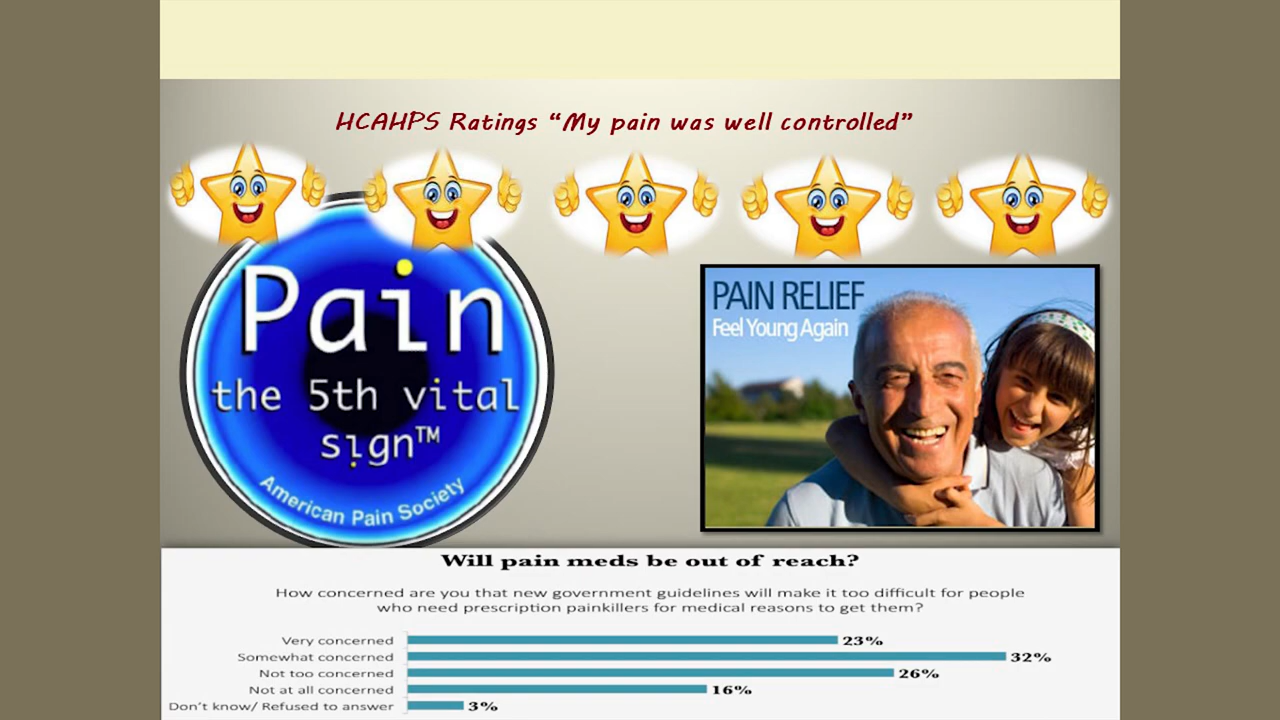 HCAHPS Ratings “My pain was well controlled”
Pain
the 5th vital
sign™
American Pain Society
PAIN RELIEF
Feel Young Again
Will pain meds be out of reach?
How concerned are you that new government guidelines will make it too difficult for people
who need prescription painkillers for medical reasons to get them?
Very concerned 23%
Somewhat concerned 32%
Not too concerned 26%
Not at all concerned 16%
Don’t know/ Refused to answer 3%